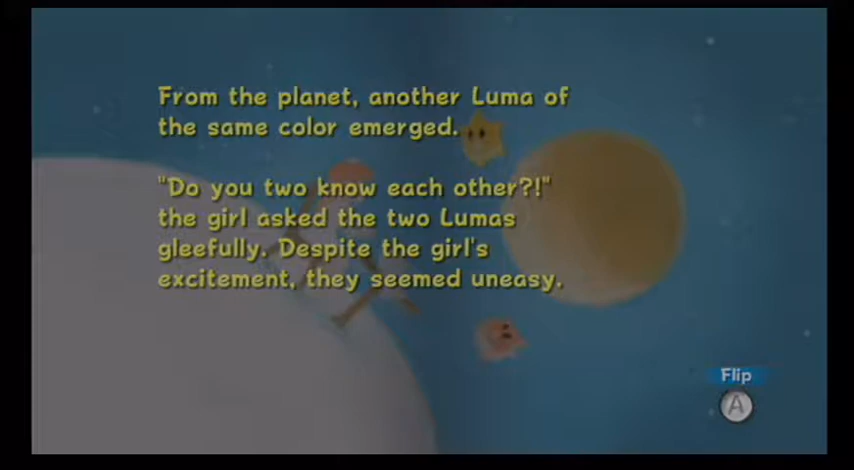 From the planet, another Luma of
the same color emerged.
"Do you two know each other?!"
the girl asked the two Lumas
gleefully. Despite the girl's
excitement, they seemed uneasy.
Flip
A